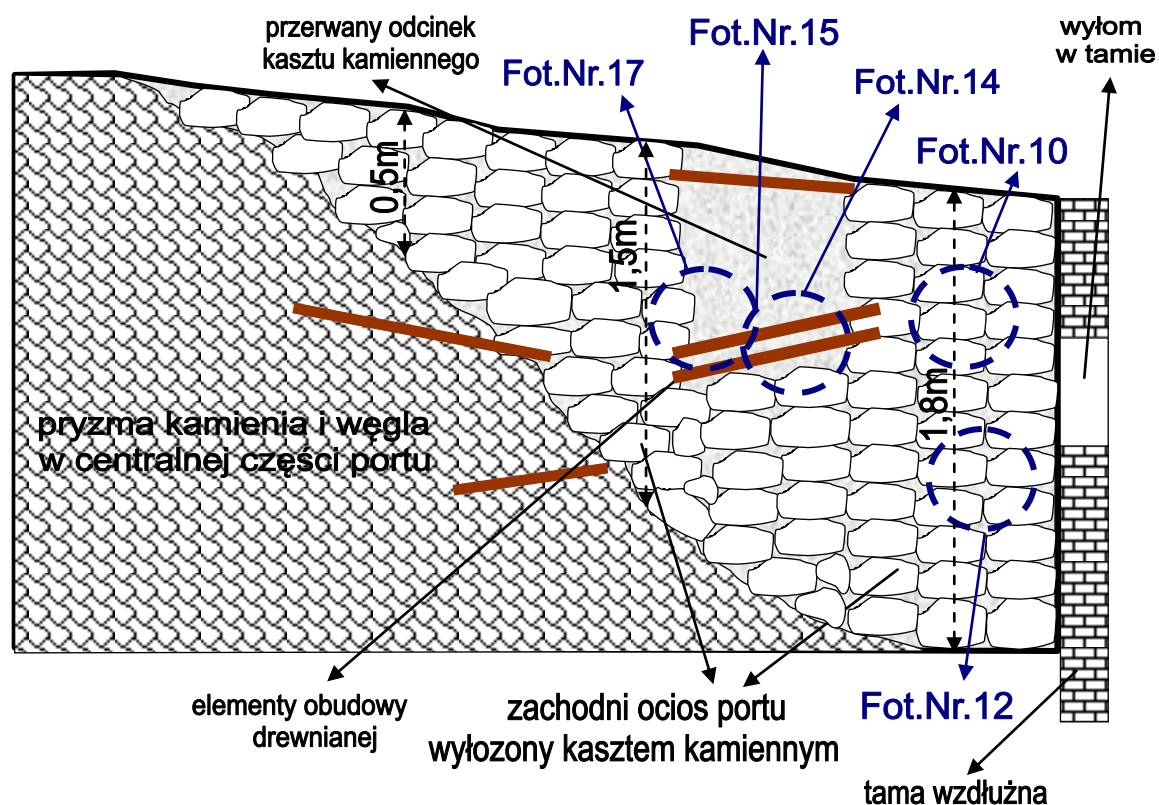 przerwany odcinek
kasztu kamiennego
Fot.Nr.15
wyłom
w tamie
Fot.Nr.17
Fot.Nr.14
Fot.Nr.10
0,5m
1,5m
1,8m
pryzma kamienia i węgla
w centralnej części portu
elementy obudowy
drewnianej
zachodni ocios portu
wyłozony kasztem kamiennym
Fot.Nr.12
tama wzdłużna